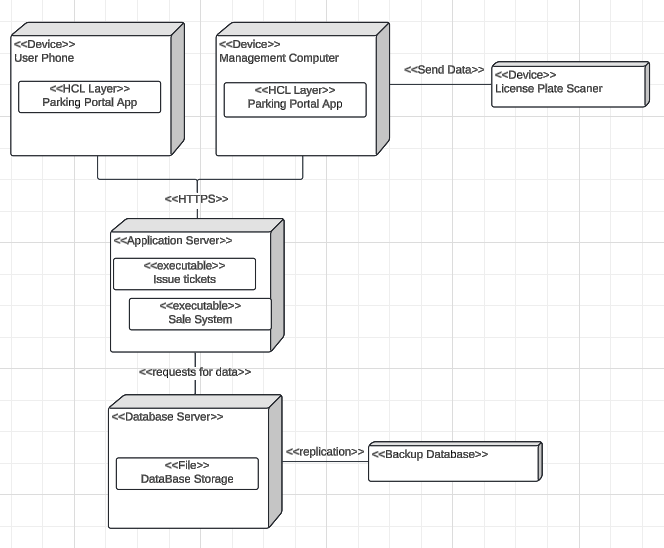 <<Device>>
User Phone
<<HCL Layer>>
Parking Portal App
<<Device>>
Management Computer
<<HCL Layer>>
Parking Portal App
<<Send Data>>
<<Device>>
License Plate Scaner
<<HTTPS>>
<<Application Server>>
<<executable>>
Issue tickets
<<executable>>
Sale System
<<requests for data>>
<<Database Server>>
<<File>>
DataBase Storage
<<replication>>
<<Backup Database>>